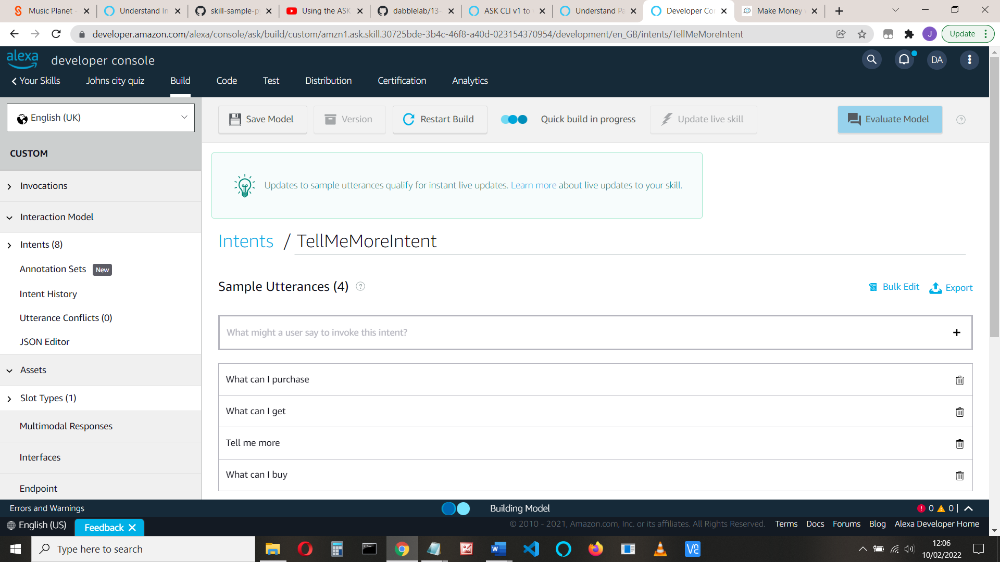 Music Planet -
Understand In
skill-sample-p
Using the ASK
dabblelab/13-
ASK CLI v1 to
Understand Pa
Developer Co
Make Money
developer.amazon.com/alexa/console/ask/build/custom/amzn1.ask.skill.30725bde-3b4c-46f8-a40d-023154370954/development/en_GB/intents/TellMeMoreIntent
J
Update
alexa developer console
DA
Your Skills
Johns city quiz
Build
Code
Test
Distribution
Certification
Analytics
English (UK)
Save Model
Version
Restart Build
Quick build in progress
Update live skill
Evaluate Model
?
CUSTOM
Invocations
Interaction Model
Intents (8)
Annotation Sets New
Intent History
Utterance Conflicts (0)
JSON Editor
Assets
Slot Types (1)
Multimodal Responses
Interfaces
Endpoint
Updates to sample utterances qualify for instant live updates. Learn more about live updates to your skill.
Intents / TellMeMoreIntent
Sample Utterances (4) ?
Bulk Edit
Export
What might a user say to invoke this intent?
What can I purchase
What can I get
Tell me more
What can I buy
Errors and Warnings
Building Model
0
0
English (US)
Feedback
© 2010 - 2021, Amazon.com, Inc. or its affiliates. All Rights Reserved.
Terms
Docs
Forums
Blog
Alexa Developer Home
Type here to search
12:06
10/02/2022